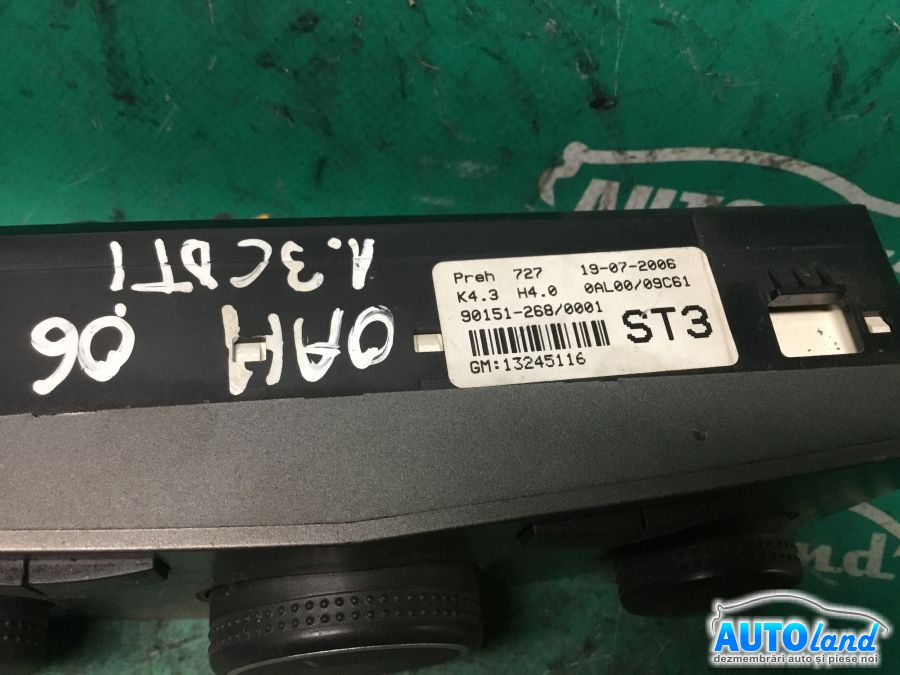 1.3CDTI
OAH
06
Preh 727 19-07-2006
K4.3 H4.0 0AL00/09C61
90151-268/0001
ST3
GM:13245116
AUTOland
dezmembrări auto și piese noi